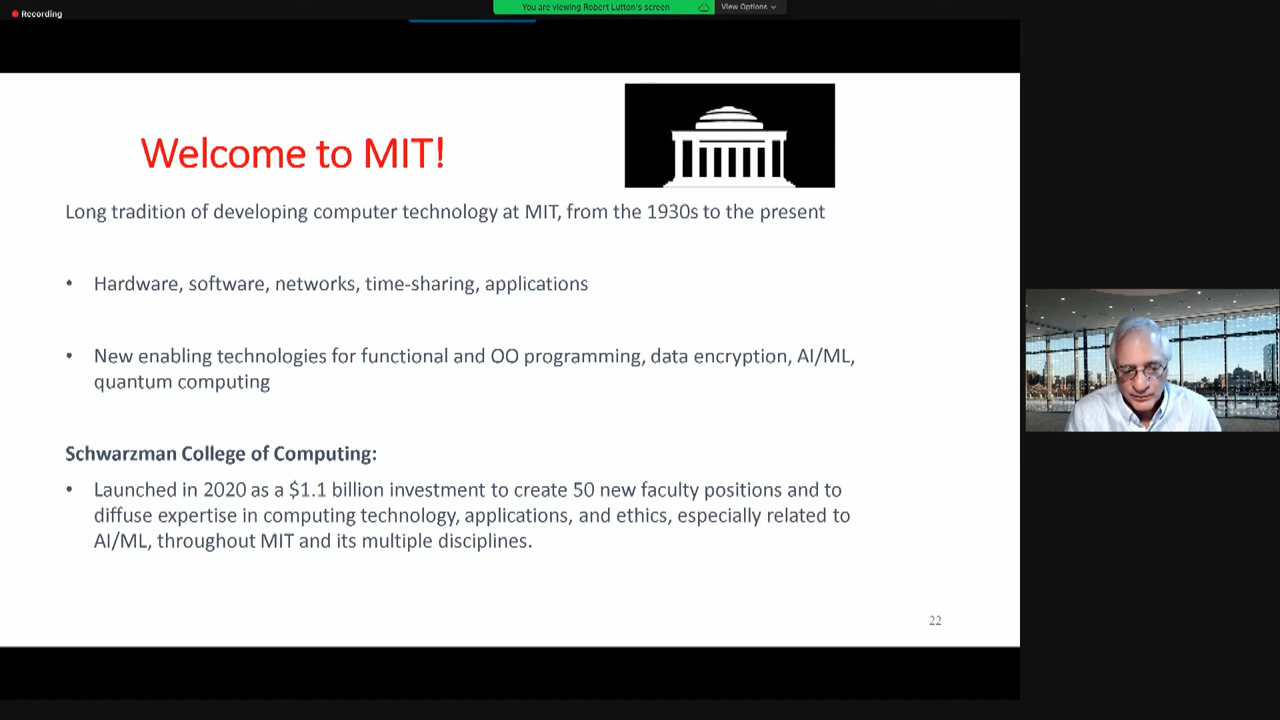 Recording
You are viewing Robert Lutton's screen
View Options
Welcome to MIT!
Long tradition of developing computer technology at MIT, from the 1930s to the present
• Hardware, software, networks, time-sharing, applications
• New enabling technologies for functional and OO programming, data encryption, AI/ML,
quantum computing
Schwarzman College of Computing:
• Launched in 2020 as a $1.1 billion investment to create 50 new faculty positions and to
diffuse expertise in computing technology, applications, and ethics, especially related to
AI/ML, throughout MIT and its multiple disciplines.
22